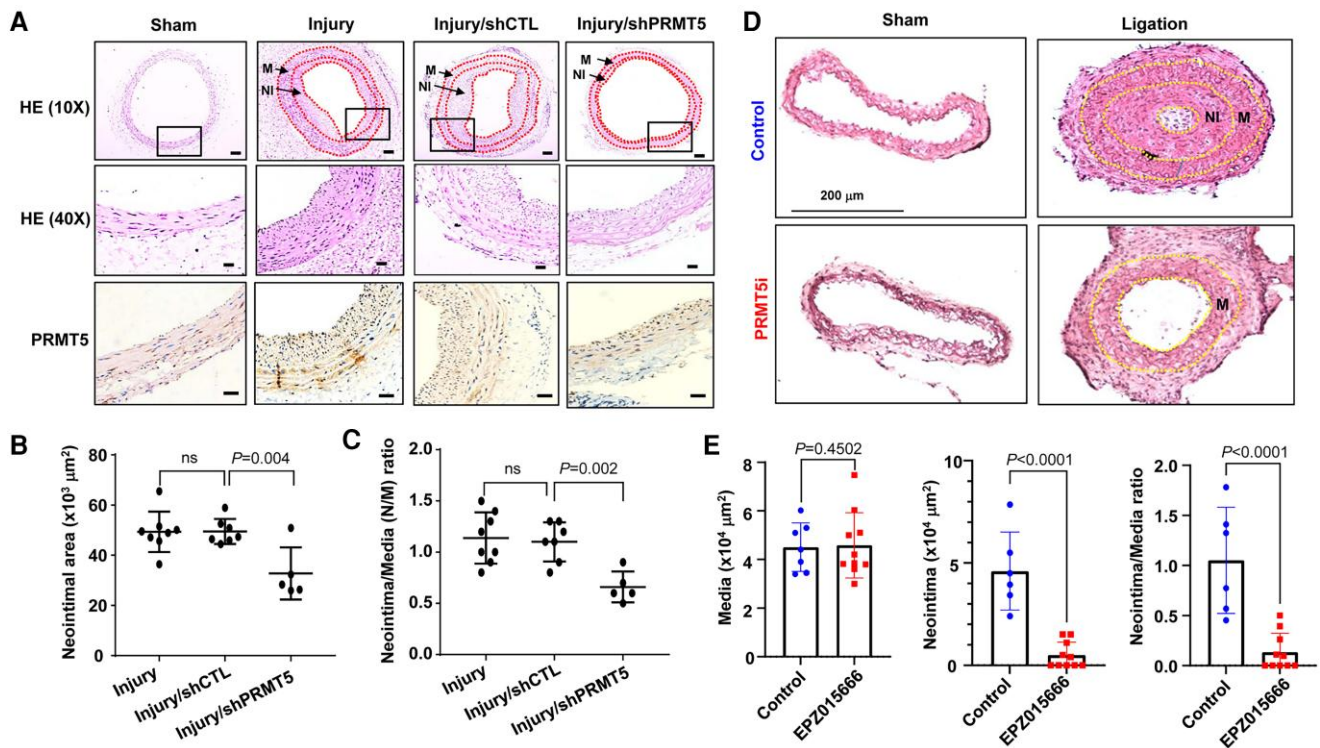 A
Sham
Injury
Injury/shCTL
Injury/shPRMT5
HE (10X)
M
NI
M
NI
M
NI
HE (40X)
PRMT5
B
Neointimal area (x10³ µm²)
80
60
40
20
0
ns
P=0.004
Injury
Injury/shCTL
Injury/shPRMT5
C
Neointima/Media (N/M) ratio
2.0
1.5
1.0
0.5
0.0
ns
P=0.002
Injury
Injury/shCTL
Injury/shPRMT5
D
Sham
Ligation
Control
200 µm
NI
M
PRMT5i
M
E
Media (x10⁴ µm²)
8
6
4
2
0
P=0.4502
Control
EPZ015666
Neointima (x10⁴ µm²)
10
5
0
P<0.0001
Control
EPZ015666
Neointima/Media ratio
2.0
1.5
1.0
0.5
0.0
P<0.0001
Control
EPZ015666